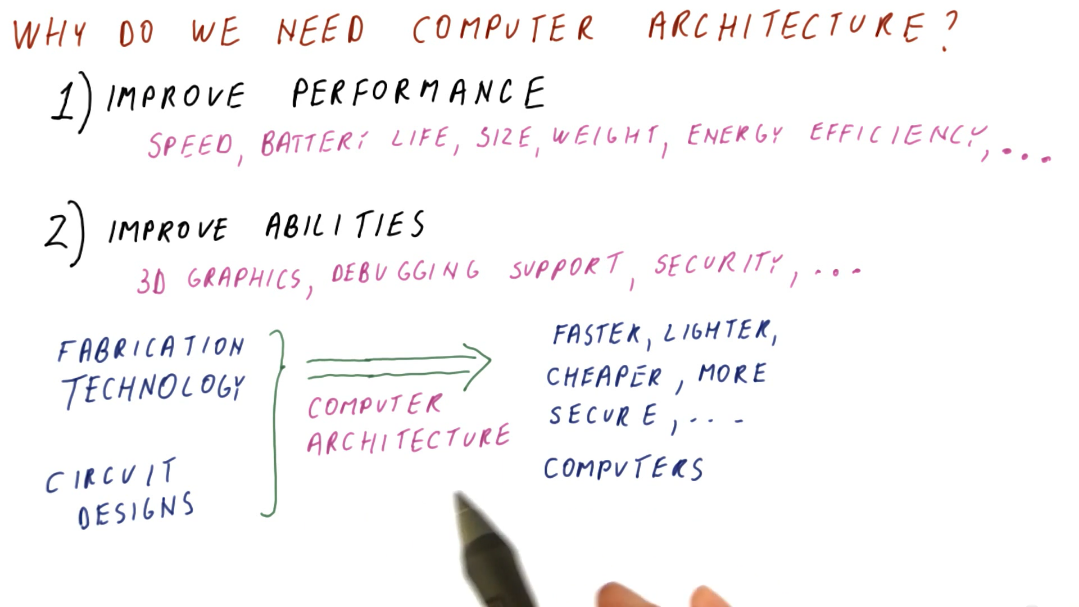 WHY DO WE NEED COMPUTER ARCHITECTURE?
1) IMPROVE PERFORMANCE
SPEED, BATTERY LIFE, SIZE, WEIGHT, ENERGY EFFICIENCY, ...
2) IMPROVE ABILITIES
3D GRAPHICS, DEBUGGING SUPPORT, SECURITY, ...
FABRICATION
TECHNOLOGY
CIRCUIT
DESIGNS
COMPUTER
ARCHITECTURE
FASTER, LIGHTER,
CHEAPER, MORE
SECURE, ...
COMPUTERS